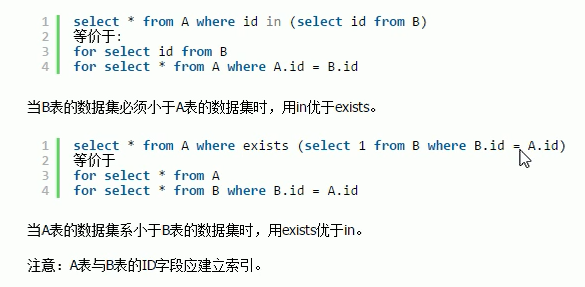 1 select * from A where id in (select id from B)
2 等价于:
3 for select id from B
4 for select * from A where A.id = B.id
当B表的数据集必须小于A表的数据集时，用in优于exists。
1 select * from A where exists (select 1 from B where B.id = A.id)
2 等价于
3 for select * from A
4 for select * from B where B.id = A.id
当A表的数据集系小于B表的数据集时，用exists优于in。
注意：A表与B表的ID字段应建立索引。